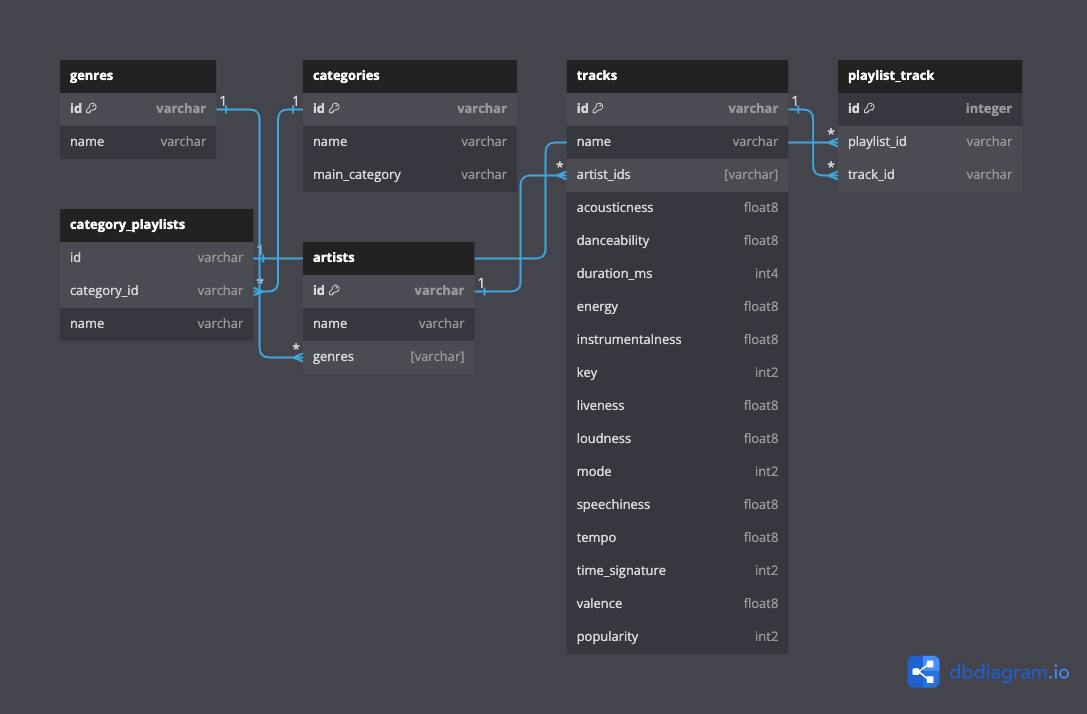 genres
id varchar
name varchar
1
categories
id varchar
name varchar
main_category varchar
1
category_playlists
id varchar
category_id varchar
name varchar
1
*
artists
id varchar
name varchar
genres [varchar]
1
*
tracks
id varchar
name varchar
artist_ids [varchar]
acousticness float8
danceability float8
duration_ms int4
energy float8
instrumentalness float8
key int2
liveness float8
loudness float8
mode int2
speechiness float8
tempo float8
time_signature int2
valence float8
popularity int2
1
*
playlist_track
id integer
playlist_id varchar
track_id varchar
*
*
dbdiagram.io